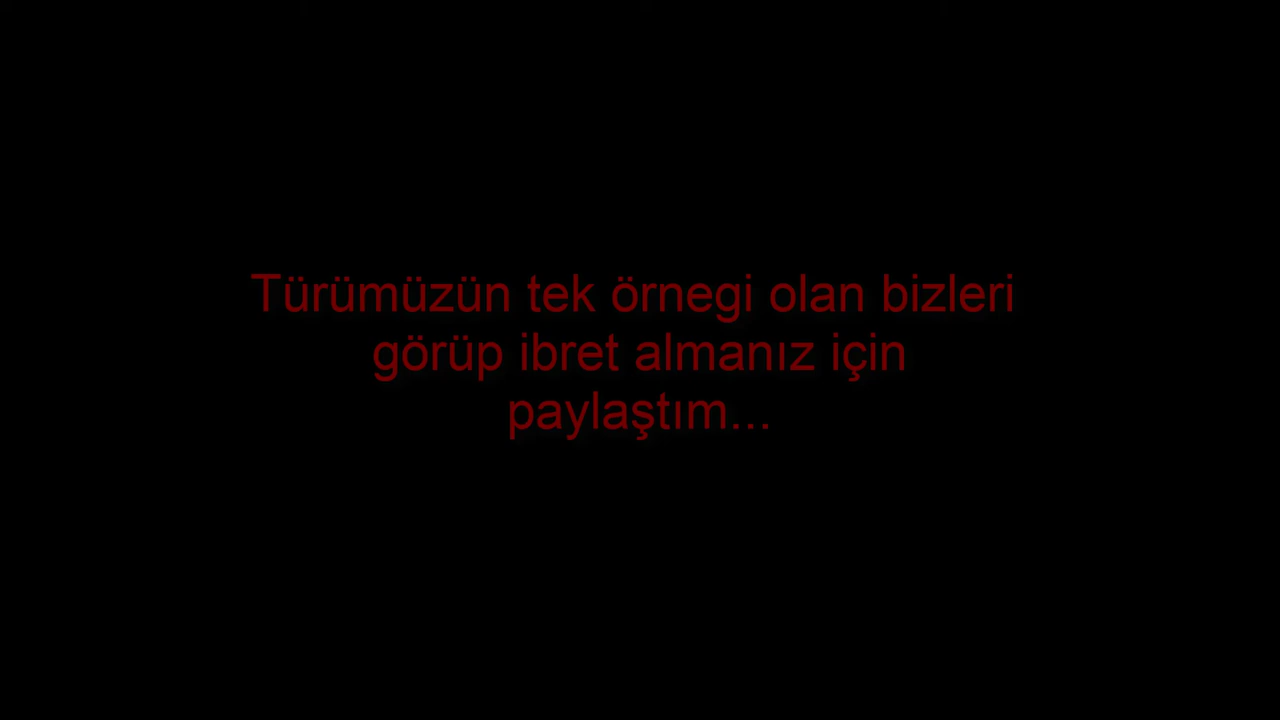 Türümüzün tek örnegi olan bizleri
görüp ibret almanız için
paylaştım...